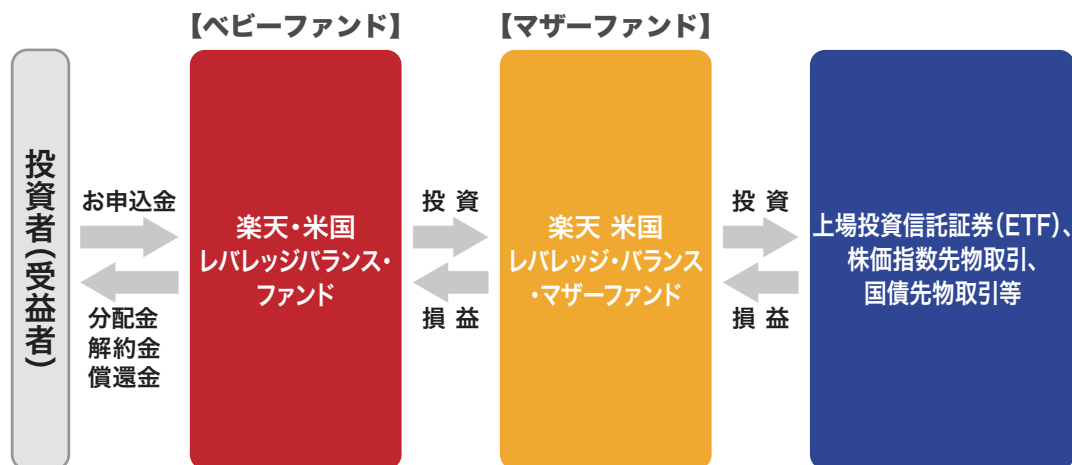 【ベビーファンド】
【マザーファンド】
投資者(受益者)
お申込金
分配金
解約金
償還金
楽天・米国
レバレッジバランス・
ファンド
投 資
損 益
楽天 米国
レバレッジ・バランス
・マザーファンド
投 資
損 益
上場投資信託証券(ETF)、
株価指数先物取引、
国債先物取引等